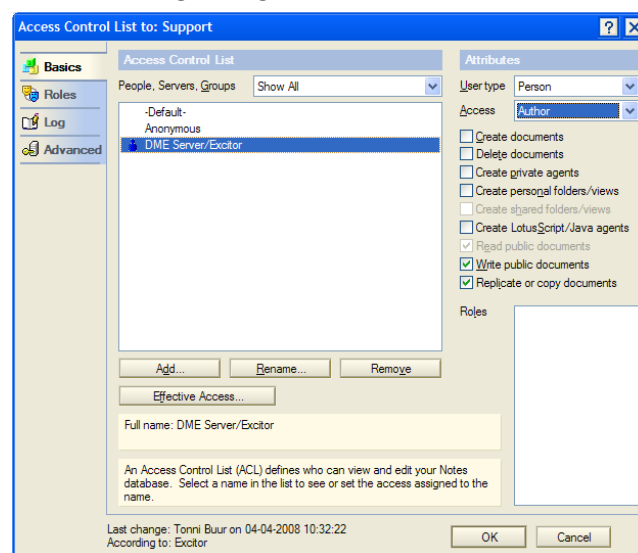 Access Control List to: Support
Basics
Roles
Log
Advanced
Access Control List
People, Servers, Groups Show All
-Default-
Anonymous
DME Server/Excitor
Add... Rename... Remove
Effective Access...
Full name: DME Server/Excitor
An Access Control List (ACL) defines who can view and edit your Notes
database. Select a name in the list to see or set the access assigned to the
name.
Attributes
User type Person
Access Author
Create documents
Delete documents
Create private agents
Create personal folders/views
Create shared folders/views
Create LotusScript/Java agents
Read public documents
Write public documents
Replicate or copy documents
Roles
Last change: Tonni Buur on 04-04-2008 10:32:22
According to: Excitor
OK Cancel